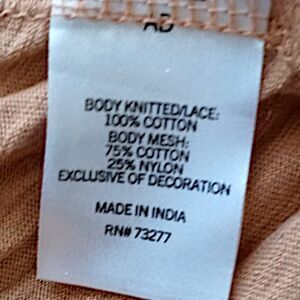 BODY KNITTED/LACE:
100% COTTON
BODY MESH:
75% COTTON
25% NYLON
EXCLUSIVE OF DECORATION
MADE IN INDIA
RN# 73277